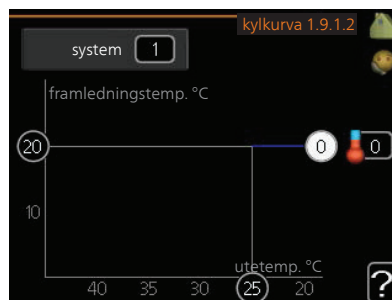 kylkurva 1.9.1.2
system 1
framledningstemp. °C
20
0
0
10
utetemp. °C
40 35 30 25 20
?